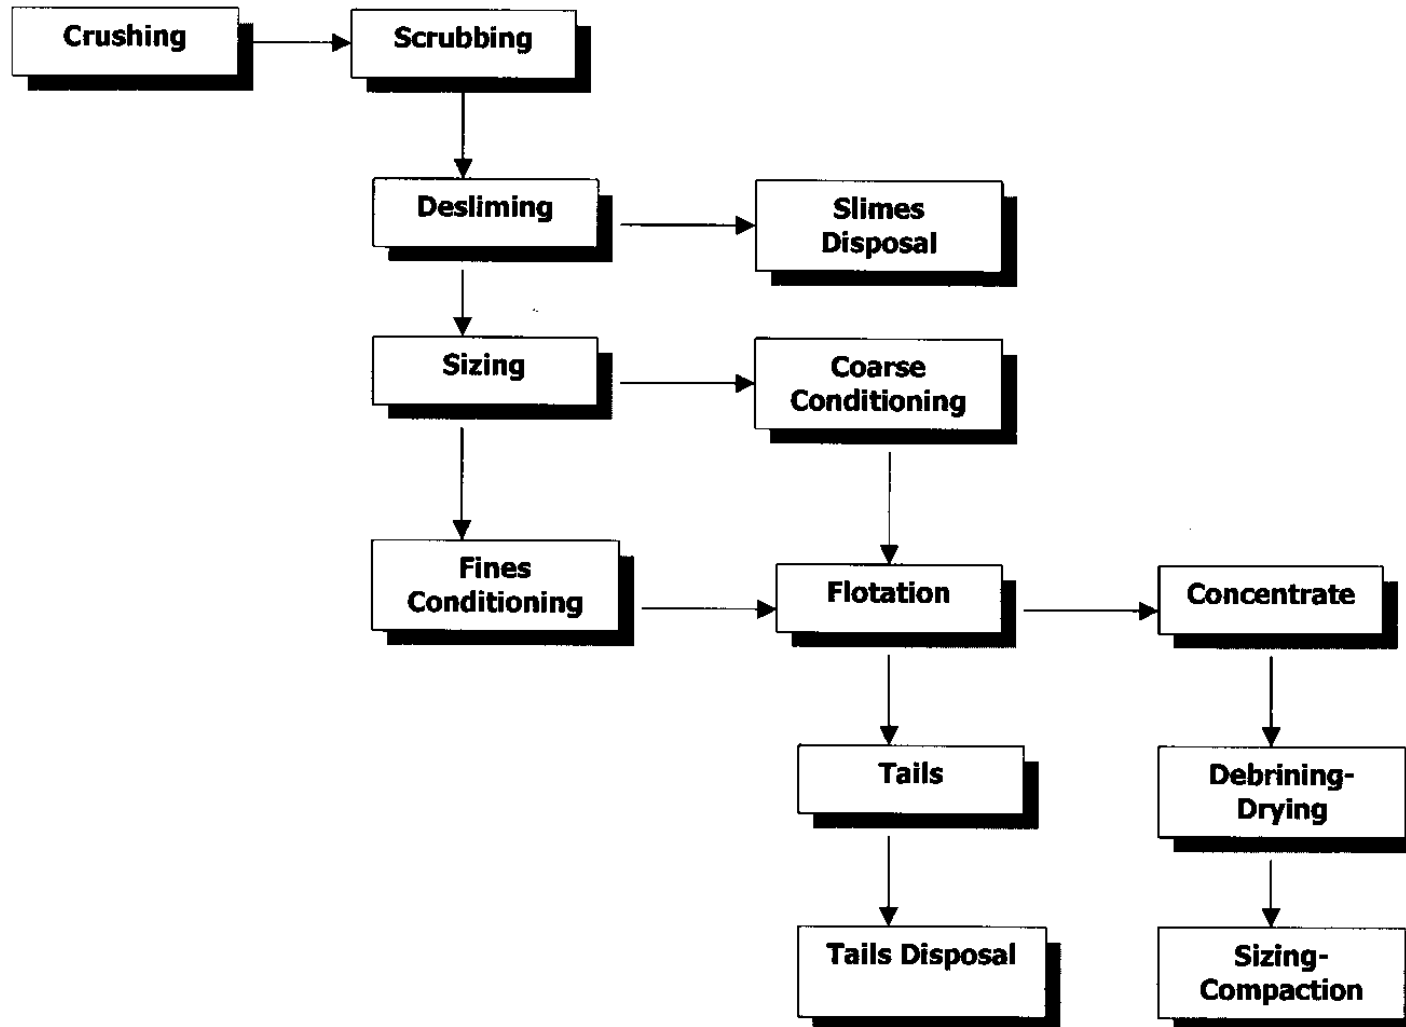 Crushing
Scrubbing
Desliming
Slimes
Disposal
Sizing
Coarse
Conditioning
Fines
Conditioning
Flotation
Concentrate
Tails
Debrining-
Drying
Tails Disposal
Sizing-
Compaction